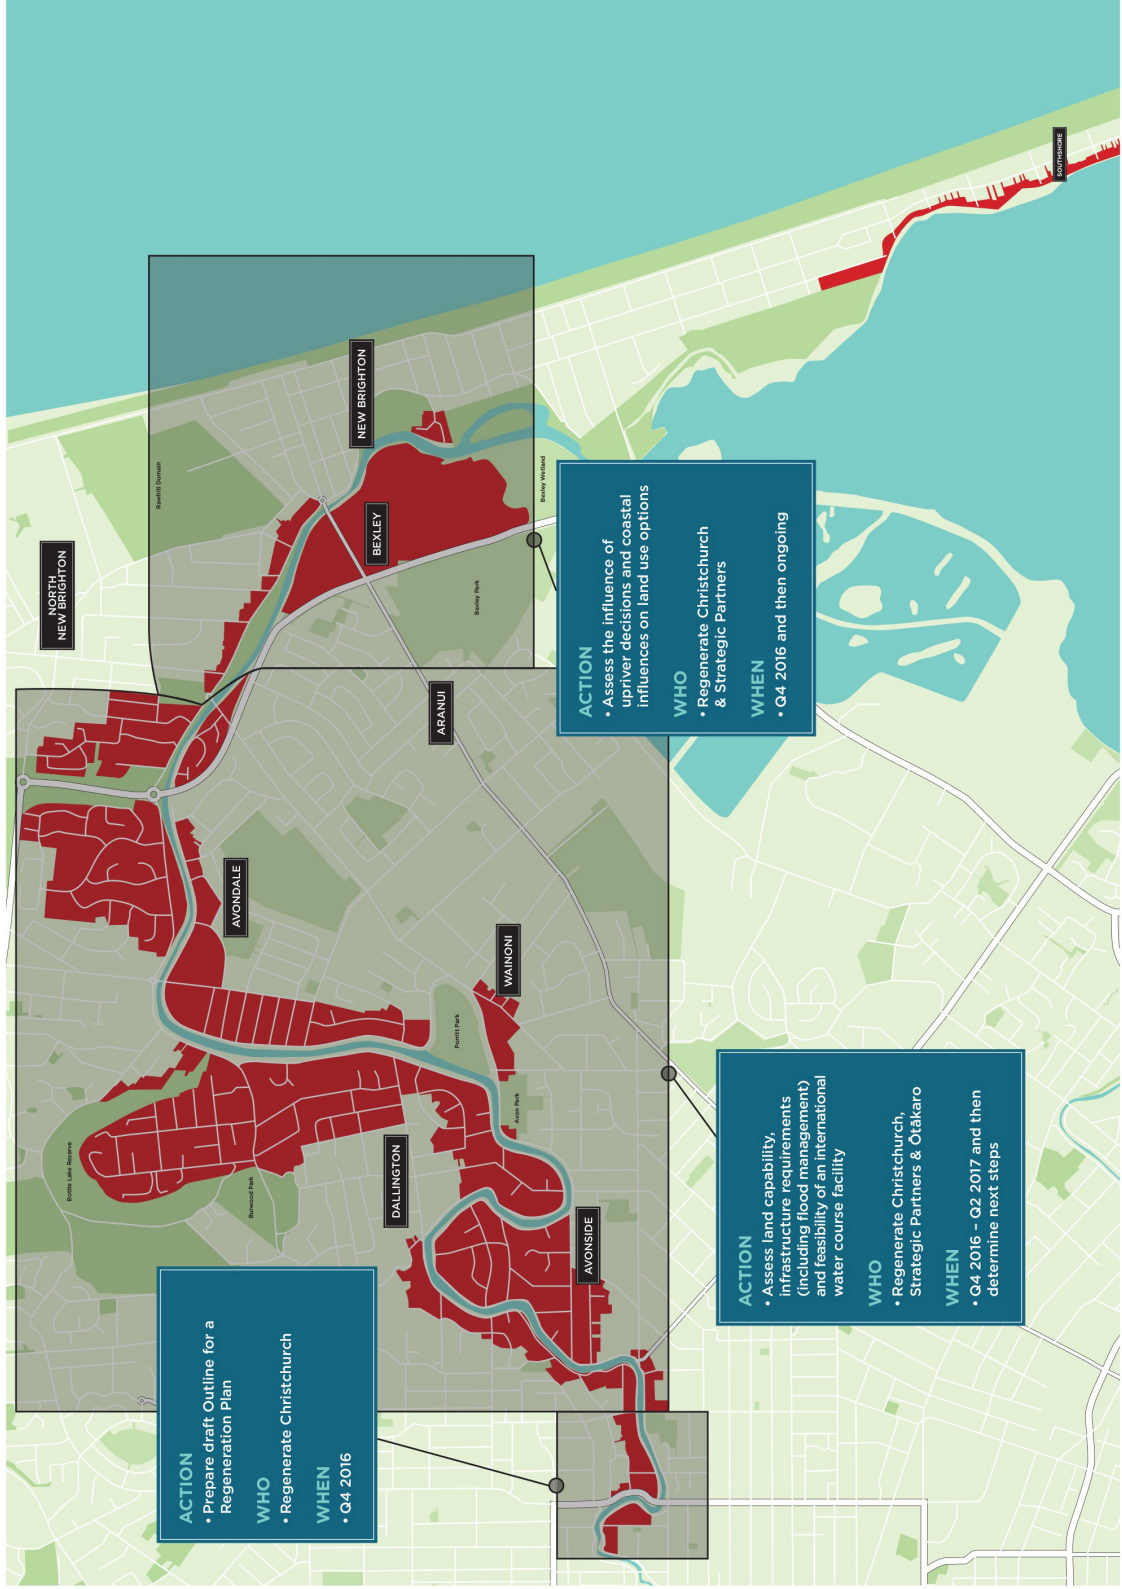 ACTION
• Prepare draft Outline for a
Regeneration Plan
WHO
• Regenerate Christchurch
WHEN
• Q4 2016
Bottle Lake Reserve
Burwood Park
DALLINGTON
AVONSIDE
Avon Park
Porritt Park
WAINONI
AVONDALE
ARANUI
NORTH
NEW BRIGHTON
Rawhiti Domain
BEXLEY
Bexley Park
NEW BRIGHTON
Bexley Wetland
SOUTHSHORE
ACTION
• Assess land capability,
infrastructure requirements
(including flood management)
and feasibility of an international
water course facility
WHO
• Regenerate Christchurch,
Strategic Partners & Ōtākaro
WHEN
• Q4 2016 – Q2 2017 and then
determine next steps
ACTION
• Assess the influence of
upriver decisions and coastal
influences on land use options
WHO
• Regenerate Christchurch
& Strategic Partners
WHEN
• Q4 2016 and then ongoing